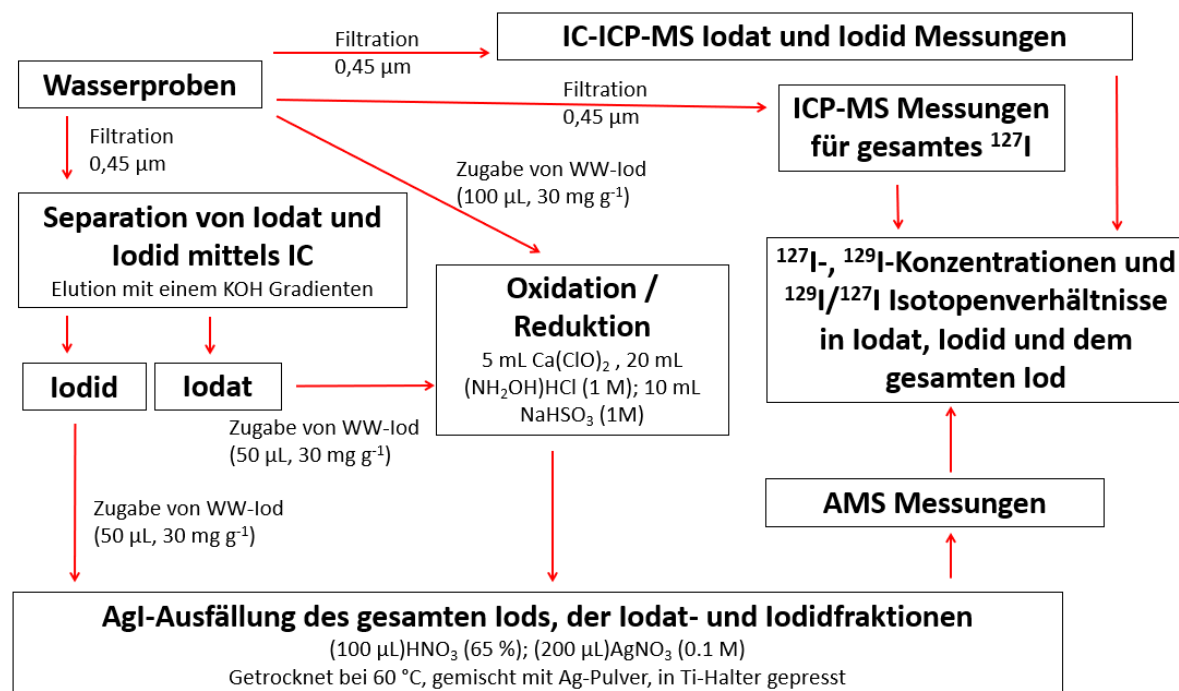 Filtration
0,45 µm
IC-ICP-MS Iodat und Iodid Messungen
Wasserproben
Filtration
0,45 µm
ICP-MS Messungen
für gesamtes ¹²⁷I
Filtration
0,45 µm
Zugabe von WW-Iod
(100 µL, 30 mg g⁻¹)
Separation von Iodat und
Iodid mittels IC
Elution mit einem KOH Gradienten
Oxidation /
Reduktion
5 mL Ca(ClO)₂ , 20 mL
(NH₂OH)HCl (1 M); 10 mL
NaHSO₃ (1M)
¹²⁷I-, ¹²⁹I-Konzentrationen und
¹²⁹I/¹²⁷I Isotopenverhältnisse
in Iodat, Iodid und dem
gesamten Iod
Iodid
Iodat
Zugabe von WW-Iod
(50 µL, 30 mg g⁻¹)
Zugabe von WW-Iod
(50 µL, 30 mg g⁻¹)
AMS Messungen
AgI-Ausfällung des gesamten Iods, der Iodat- und Iodidfraktionen
(100 µL)HNO₃ (65 %); (200 µL)AgNO₃ (0.1 M)
Getrocknet bei 60 °C, gemischt mit Ag-Pulver, in Ti-Halter gepresst